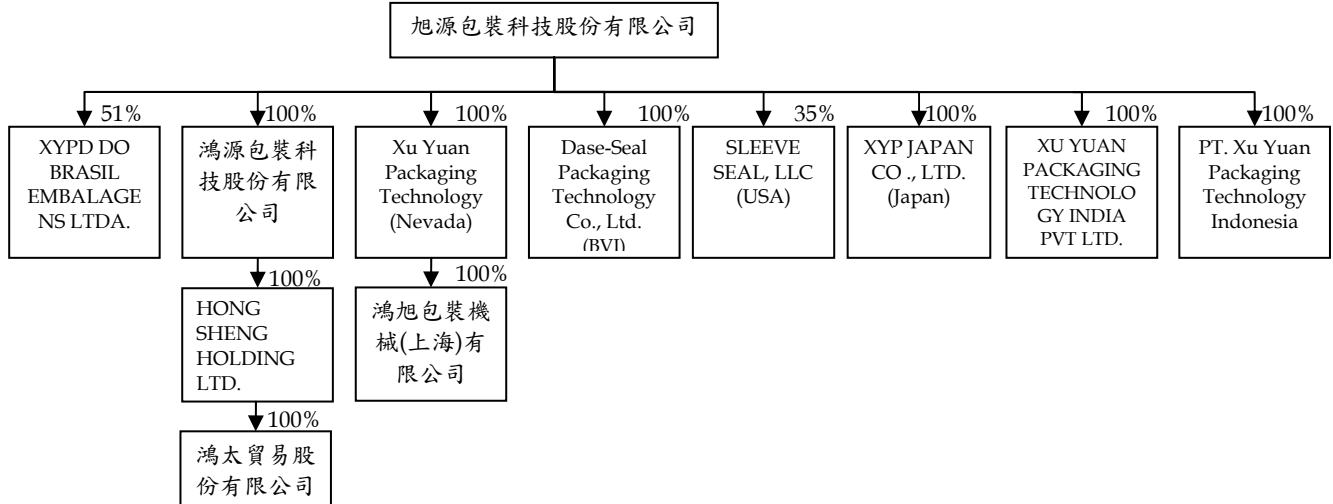 旭源包裝科技股份有限公司
51%
100%
100%
100%
35%
100%
100%
100%
XYPD DO
BRASIL
EMBALAGE
NS LTDA.
鴻源包裝科
技股份有限
公司
Xu Yuan
Packaging
Technology
(Nevada)
Dase-Seal
Packaging
Technology
Co., Ltd.
(BVI)
SLEEVE
SEAL, LLC
(USA)
XYP JAPAN
CO ., LTD.
(Japan)
XU YUAN
PACKAGING
TECHNOLO
GY INDIA
PVT LTD.
PT. Xu Yuan
Packaging
Technology
Indonesia
100%
100%
HONG
SHENG
HOLDING
LTD.
鴻旭包裝機
械(上海)有
限公司
100%
鴻太貿易股
份有限公司